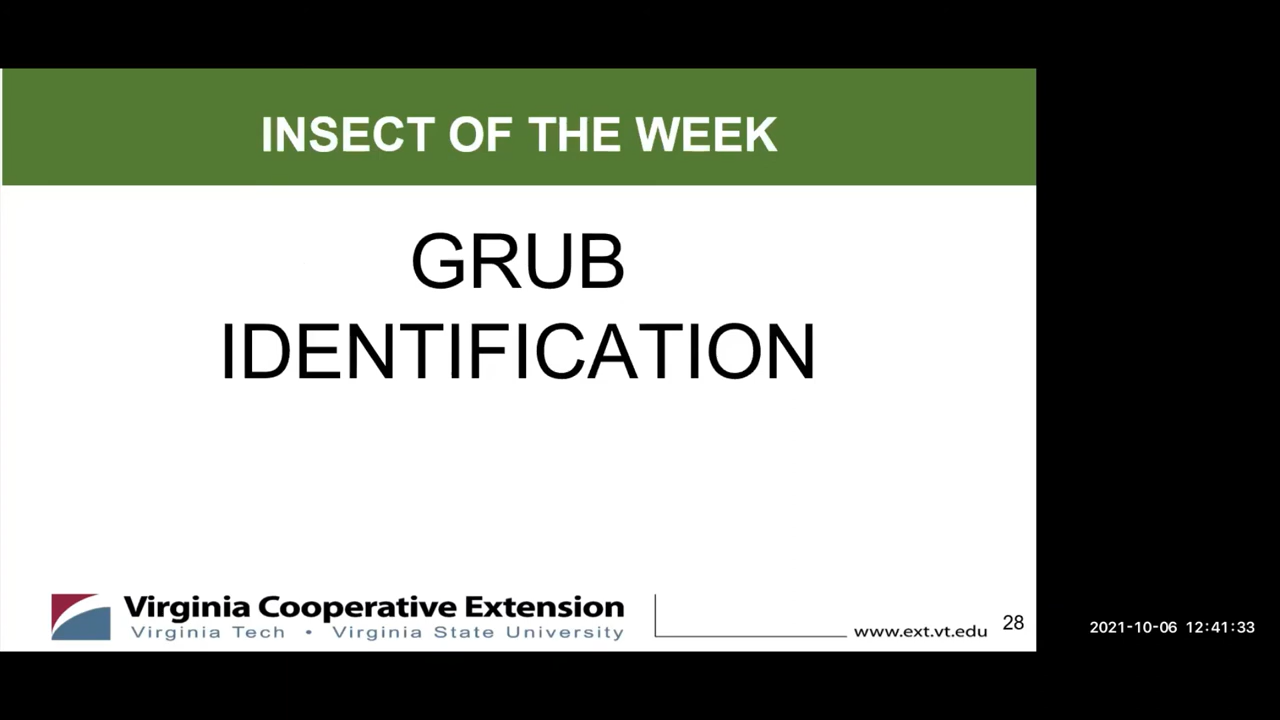 INSECT OF THE WEEK
GRUB
IDENTIFICATION
Virginia Cooperative Extension
Virginia Tech • Virginia State University
www.ext.vt.edu
28
2021-10-06 12:41:33